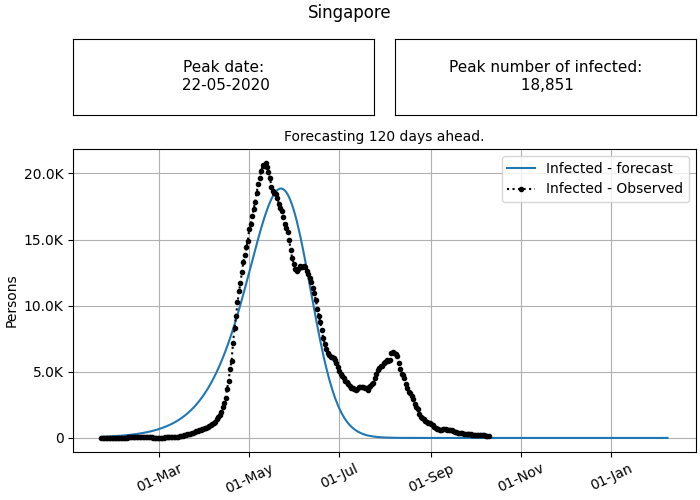 Singapore
Peak date:
22-05-2020
Peak number of infected:
18,851
Forecasting 120 days ahead.
Infected - forecast
Infected - Observed
Persons
20.0K
15.0K
10.0K
5.0K
0
01-Mar
01-May
01-Jul
01-Sep
01-Nov
01-Jan